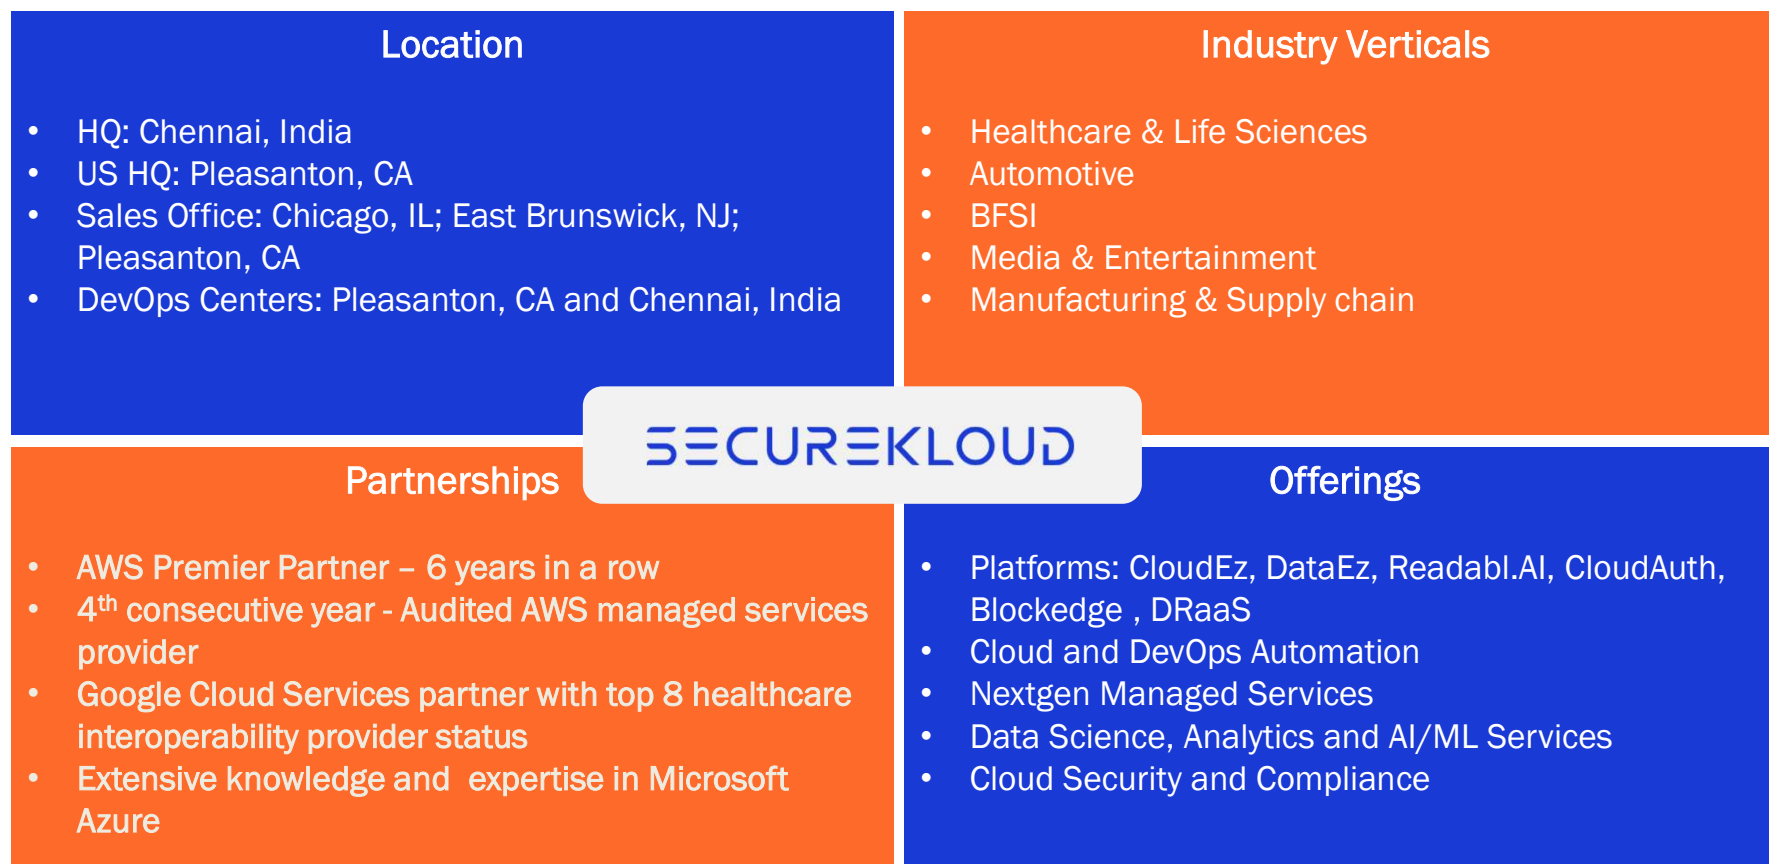 Location
• HQ: Chennai, India
• US HQ: Pleasanton, CA
• Sales Office: Chicago, IL; East Brunswick, NJ;
Pleasanton, CA
• DevOps Centers: Pleasanton, CA and Chennai, India
Industry Verticals
• Healthcare & Life Sciences
• Automotive
• BFSI
• Media & Entertainment
• Manufacturing & Supply chain
SECUREKLOUD
Partnerships
• AWS Premier Partner – 6 years in a row
• 4th consecutive year - Audited AWS managed services
provider
• Google Cloud Services partner with top 8 healthcare
interoperability provider status
• Extensive knowledge and  expertise in Microsoft
Azure
Offerings
• Platforms: CloudEz, DataEz, Readabl.AI, CloudAuth,
Blockedge , DRaaS
• Cloud and DevOps Automation
• Nextgen Managed Services
• Data Science, Analytics and AI/ML Services
• Cloud Security and Compliance